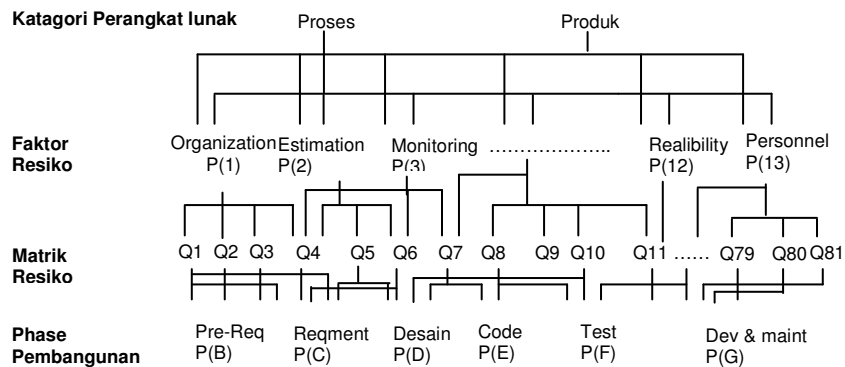 Katagori Perangkat lunak Proses Produk
Faktor Resiko
Organization P(1) Estimation P(2) Monitoring P(3) ………………….. Realibility P(12) Personnel P(13)
Matrik Resiko
Q1 Q2 Q3 Q4 Q5 Q6 Q7 Q8 Q9 Q10 Q11 …… Q79 Q80 Q81
Phase Pembangunan
Pre-Req P(B) Reqment P(C) Desain P(D) Code P(E) Test P(F) Dev & maint P(G)